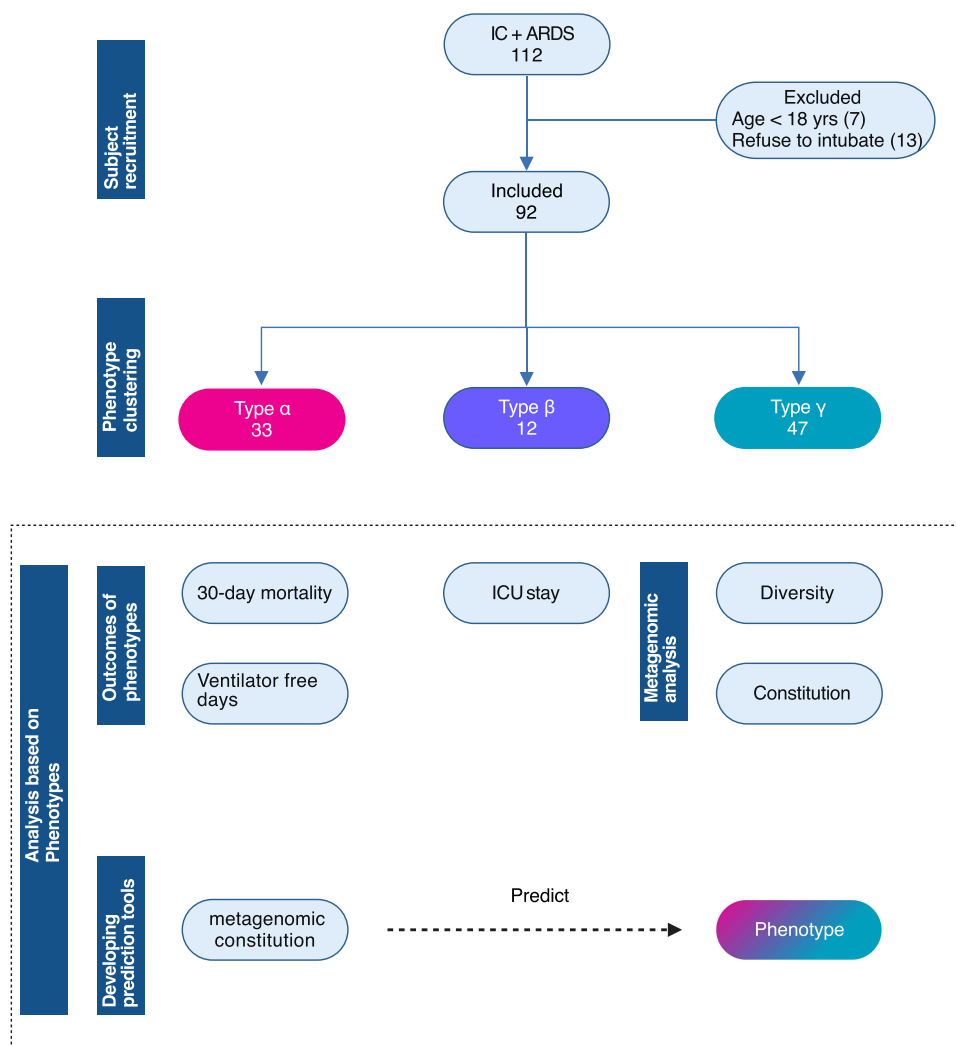 IC + ARDS
112
Subject
recruitment
Excluded
Age < 18 yrs (7)
Refuse to intubate (13)
Included
92
Phenotype
clustering
Type α
33
Type β
12
Type γ
47
Analysis based on
Phenotypes
Outcomes of
phenotypes
30-day mortality
ICU stay
Ventilator free
days
Metagenomic
analysis
Diversity
Constitution
Developing
prediction tools
metagenomic
constitution
Predict
Phenotype